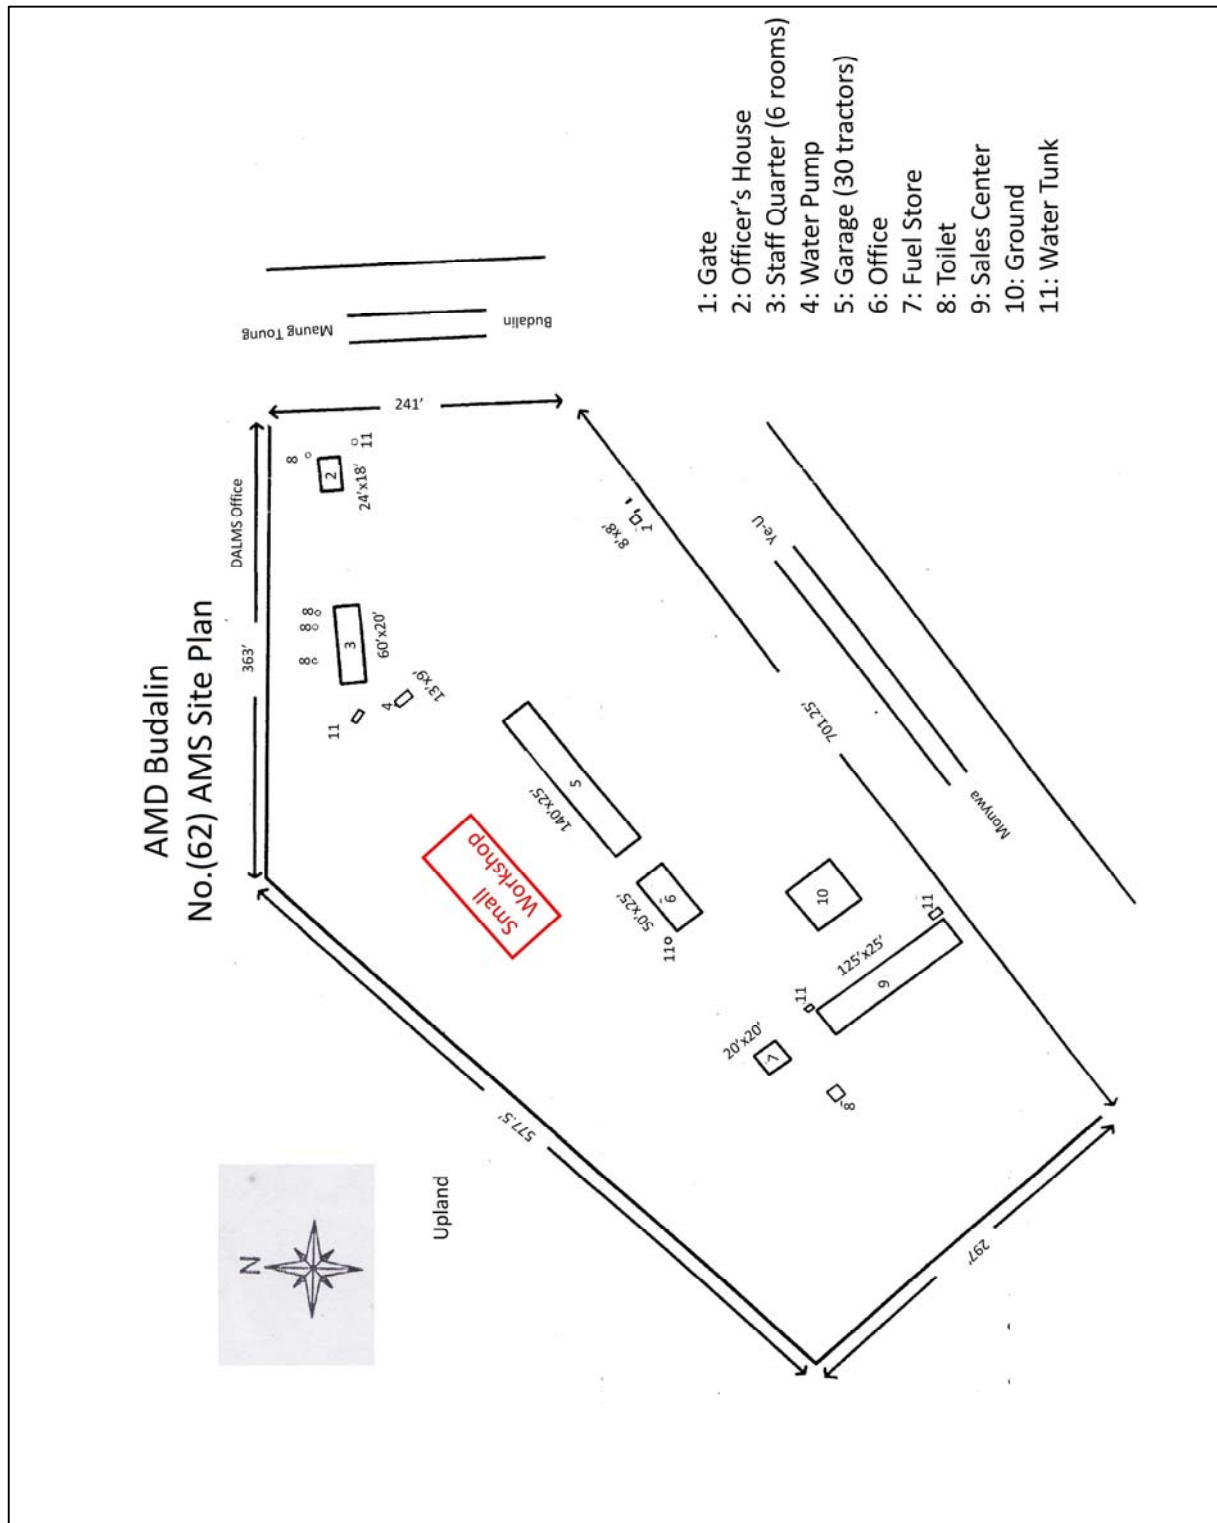 AMD Budalin
No.(62) AMS Site Plan
N
Upland
363'
DALMS Office
Maung Toung
Budalin
241'
577.5'
297'
701.25'
8
2
24'x18'
11
8
8
8
3
60'x20'
11
4
13'x9'
Small
Workshop
140'x25'
5
50'x25'
6
11
8'x8'
1
Ye-U
Monywa
20'x20'
7
8
11
9
125'x25'
11
10
1: Gate
2: Officer’s House
3: Staff Quarter (6 rooms)
4: Water Pump
5: Garage (30 tractors)
6: Office
7: Fuel Store
8: Toilet
9: Sales Center
10: Ground
11: Water Tunk